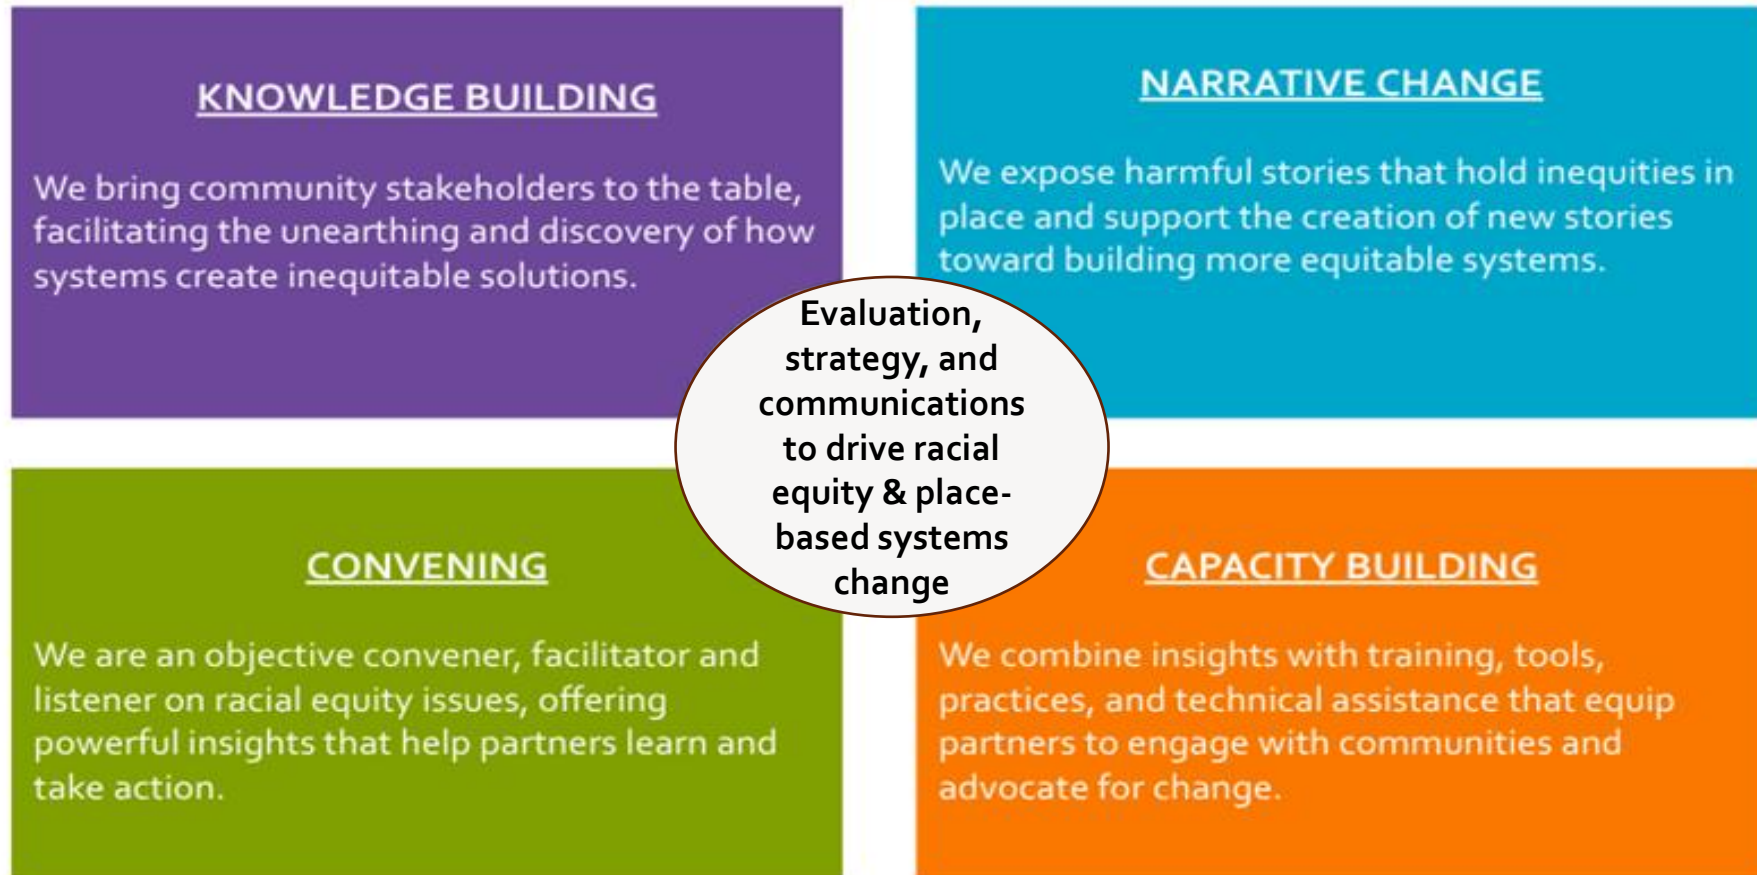 KNOWLEDGE BUILDING
We bring community stakeholders to the table,
facilitating the unearthing and discovery of how
systems create inequitable solutions.
NARRATIVE CHANGE
We expose harmful stories that hold inequities in
place and support the creation of new stories
toward building more equitable systems.
Evaluation,
strategy, and
communications
to drive racial
equity & place-
based systems
change
CONVENING
We are an objective convener, facilitator and
listener on racial equity issues, offering
powerful insights that help partners learn and
take action.
CAPACITY BUILDING
We combine insights with training, tools,
practices, and technical assistance that equip
partners to engage with communities and
advocate for change.